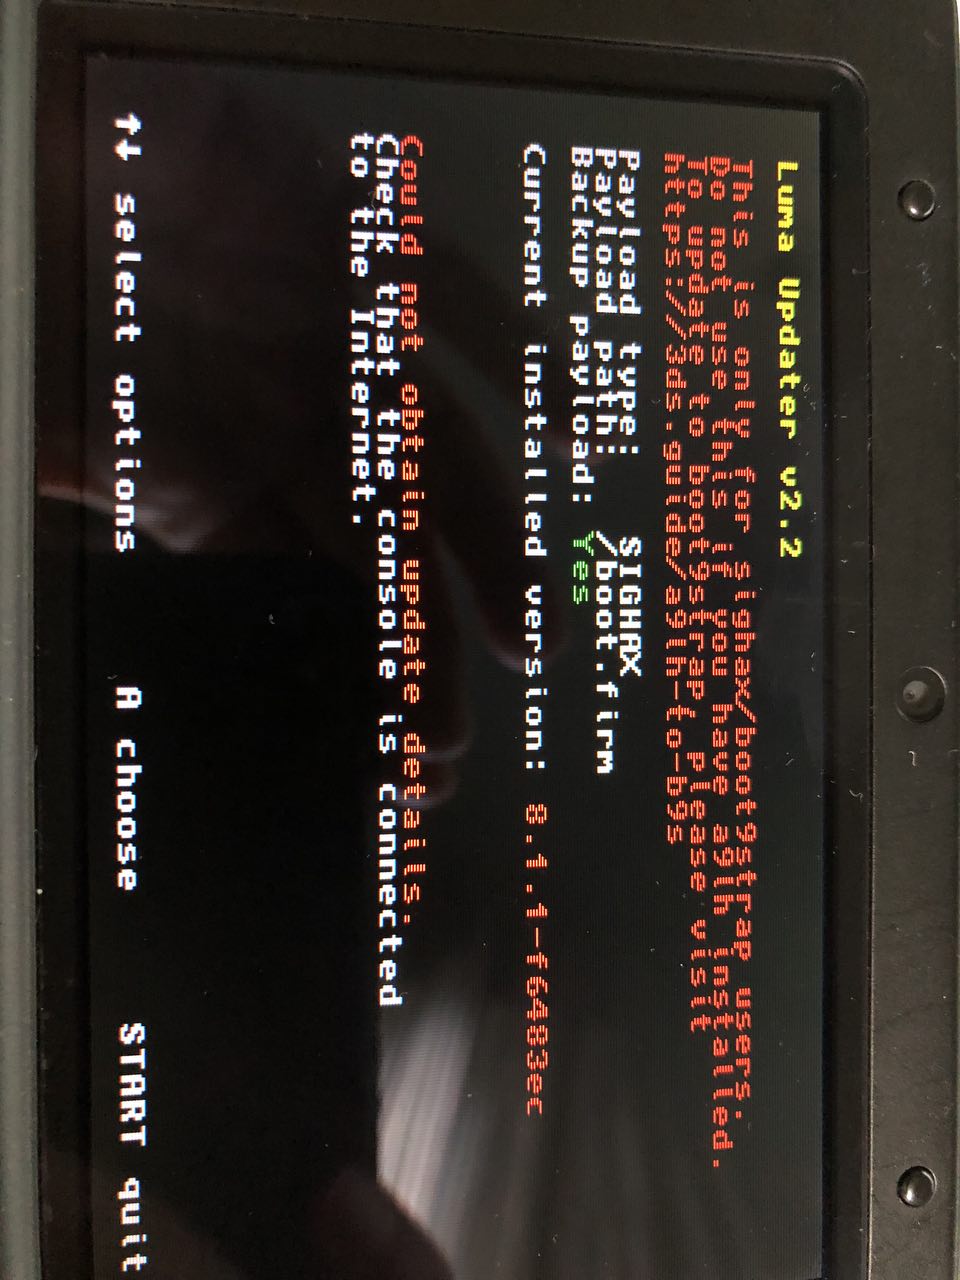 Luma Updater v2.2
This is only for sighax/boot9strap users.
Do not use this if you have a9lh installed.
To update to boot9strap please visit
https://3ds.guide/a9lh-to-b9s
Payload type: SIGHAX
Payload path: /boot.firm
Backup payload: Yes
Current installed version: 8.1.1-f6483ec
Could not obtain update details.
Check that the console is connected
to the Internet.
↑↓ select options A choose START quit